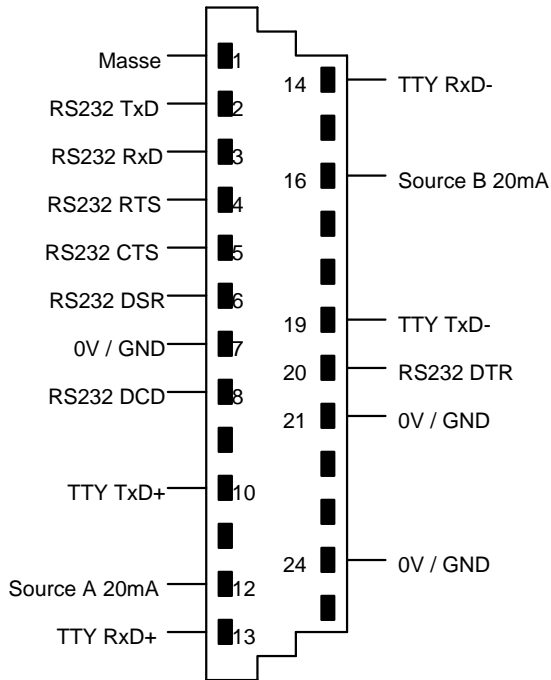 Masse 1
RS232 TxD 2
RS232 RxD 3
RS232 RTS 4
RS232 CTS 5
RS232 DSR 6
0V / GND 7
RS232 DCD 8
TTY TxD+ 10
Source A 20mA 12
TTY RxD+ 13
14 TTY RxD-
16 Source B 20mA
19 TTY TxD-
20 RS232 DTR
21 0V / GND
24 0V / GND